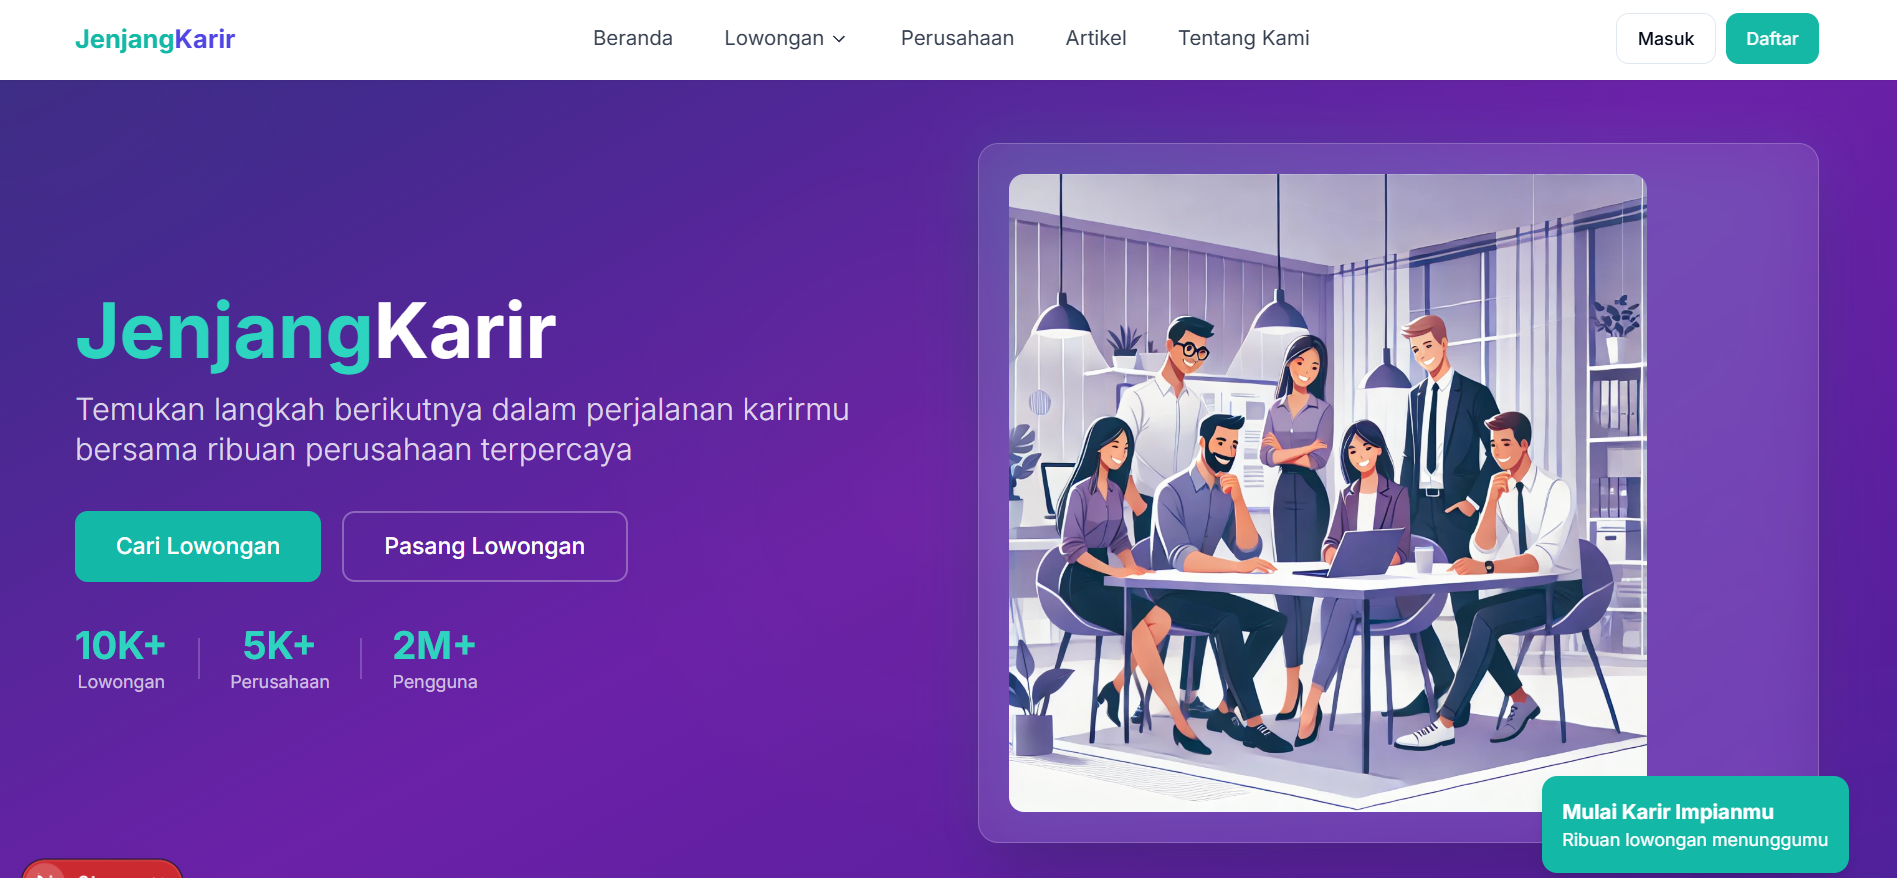 JenjangKarir
Beranda
Lowongan
Perusahaan
Artikel
Tentang Kami
Masuk
Daftar
JenjangKarir
Temukan langkah berikutnya dalam perjalanan karirmu
bersama ribuan perusahaan terpercaya
Cari Lowongan
Pasang Lowongan
10K+
Lowongan
5K+
Perusahaan
2M+
Pengguna
Mulai Karir Impianmu
Ribuan lowongan menunggumu